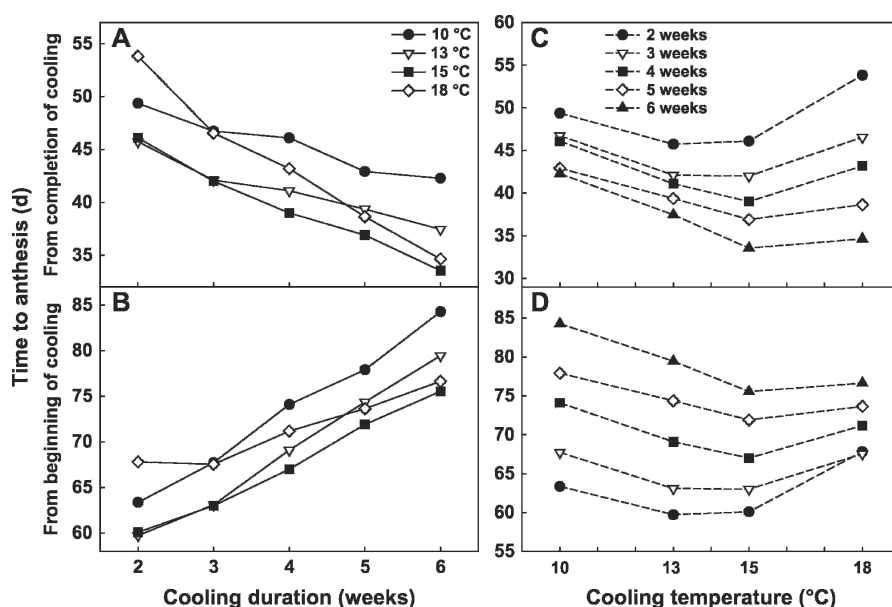 Time to anthesis (d)
From completion of cooling
A
10 °C
13 °C
15 °C
18 °C
55
50
45
40
35
C
2 weeks
3 weeks
4 weeks
5 weeks
6 weeks
60
55
50
45
40
35
30
From beginning of cooling
B
85
80
75
70
65
60
2 3 4 5 6
Cooling duration (weeks)
D
85
80
75
70
65
60
55
10 13 15 18
Cooling temperature (°C)